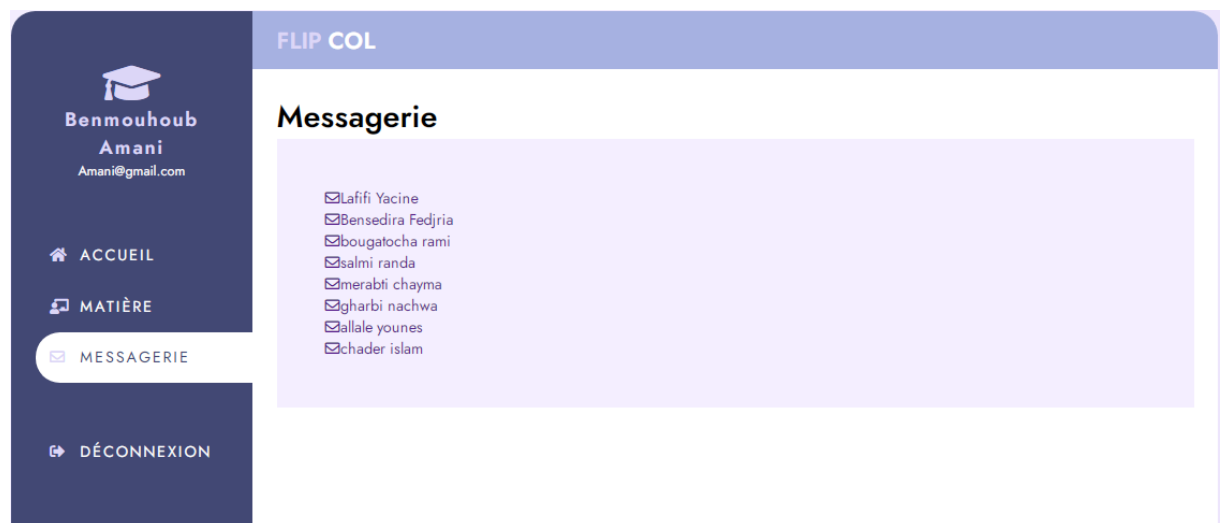 FLIP COL
Benmouhoub
Amani
Amani@gmail.com
ACCUEIL
MATIÈRE
MESSAGERIE
DÉCONNEXION
Messagerie
Lafifi Yacine
Bensedira Fedjria
bougatocha rami
salmi randa
merabti chayma
gharbi nachwa
allale younes
chader islam